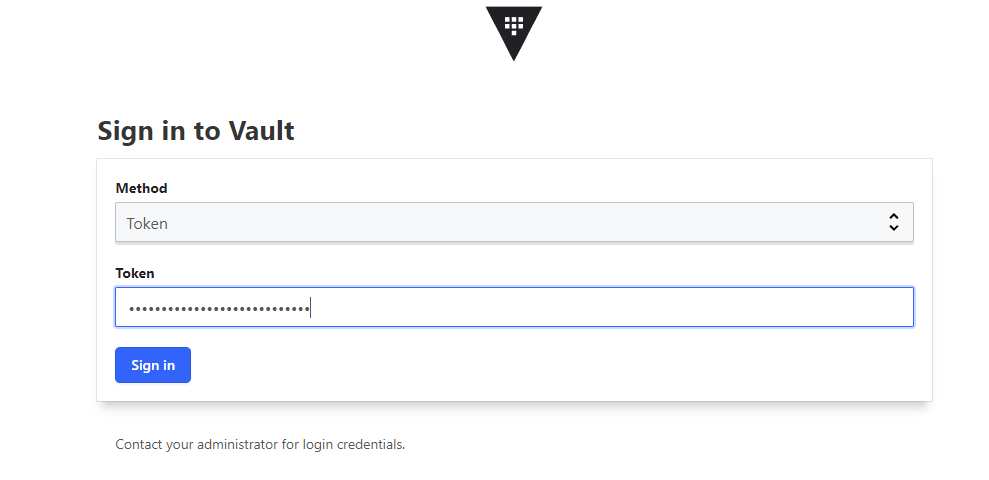 Sign in to Vault
Method
Token
Token
••••••••••••••••••••••••••••
Sign in
Contact your administrator for login credentials.